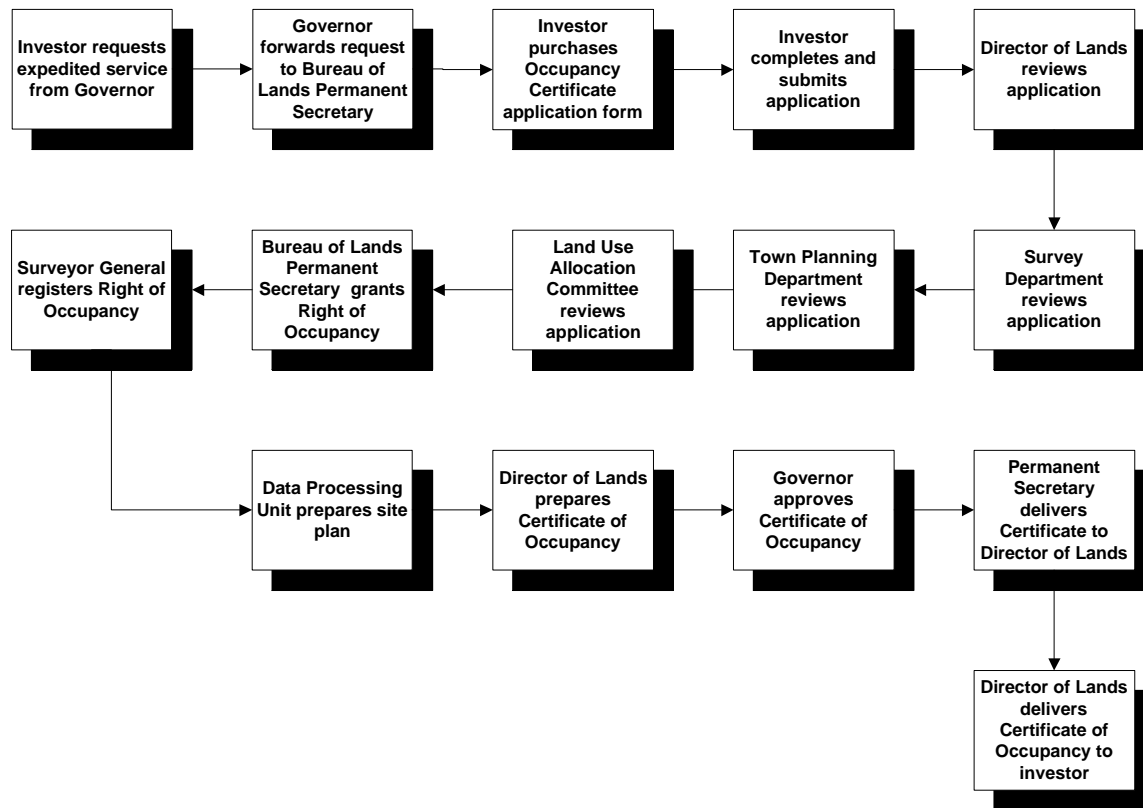 Investor requests
expedited service
from Governor
Governor
forwards request
to Bureau of
Lands Permanent
Secretary
Investor
purchases
Occupancy
Certificate
application form
Investor
completes and
submits
application
Director of Lands
reviews
application
Survey
Department
reviews
application
Town Planning
Department
reviews
application
Land Use
Allocation
Committee
reviews
application
Bureau of Lands
Permanent
Secretary grants
Right of
Occupancy
Surveyor General
registers Right of
Occupancy
Data Processing
Unit prepares site
plan
Director of Lands
prepares
Certificate of
Occupancy
Governor
approves
Certificate of
Occupancy
Permanent
Secretary
delivers
Certificate to
Director of Lands
Director of Lands
delivers
Certificate of
Occupancy to
investor